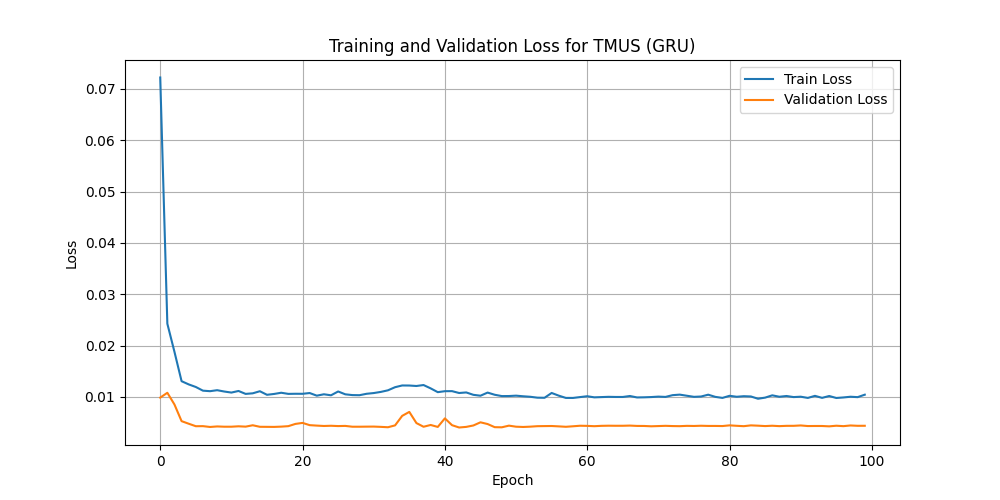 Training and Validation Loss for TMUS (GRU)
Train Loss
Validation Loss
0.07
0.06
0.05
0.04
0.03
0.02
0.01
Loss
0 20 40 60 80 100
Epoch